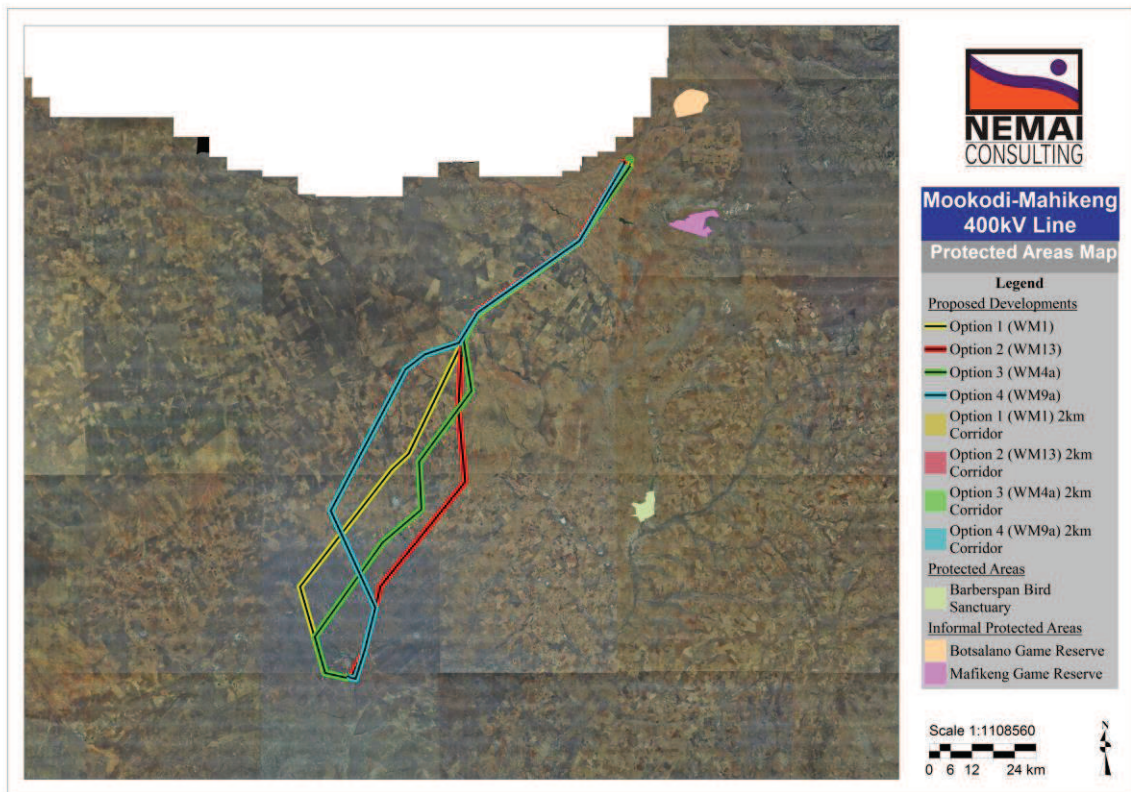 NEMAI
CONSULTING
Mookodi-Mahikeng
400kV Line
Protected Areas Map
Legend
Proposed Developments
Option 1 (WM1)
Option 2 (WM13)
Option 3 (WM4a)
Option 4 (WM9a)
Option 1 (WM1) 2km
Corridor
Option 2 (WM13) 2km
Corridor
Option 3 (WM4a) 2km
Corridor
Option 4 (WM9a) 2km
Corridor
Protected Areas
Barberspan Bird
Sanctuary
Informal Protected Areas
Botsalano Game Reserve
Mafikeng Game Reserve
Scale 1:1108560
0 6 12 24 km
N